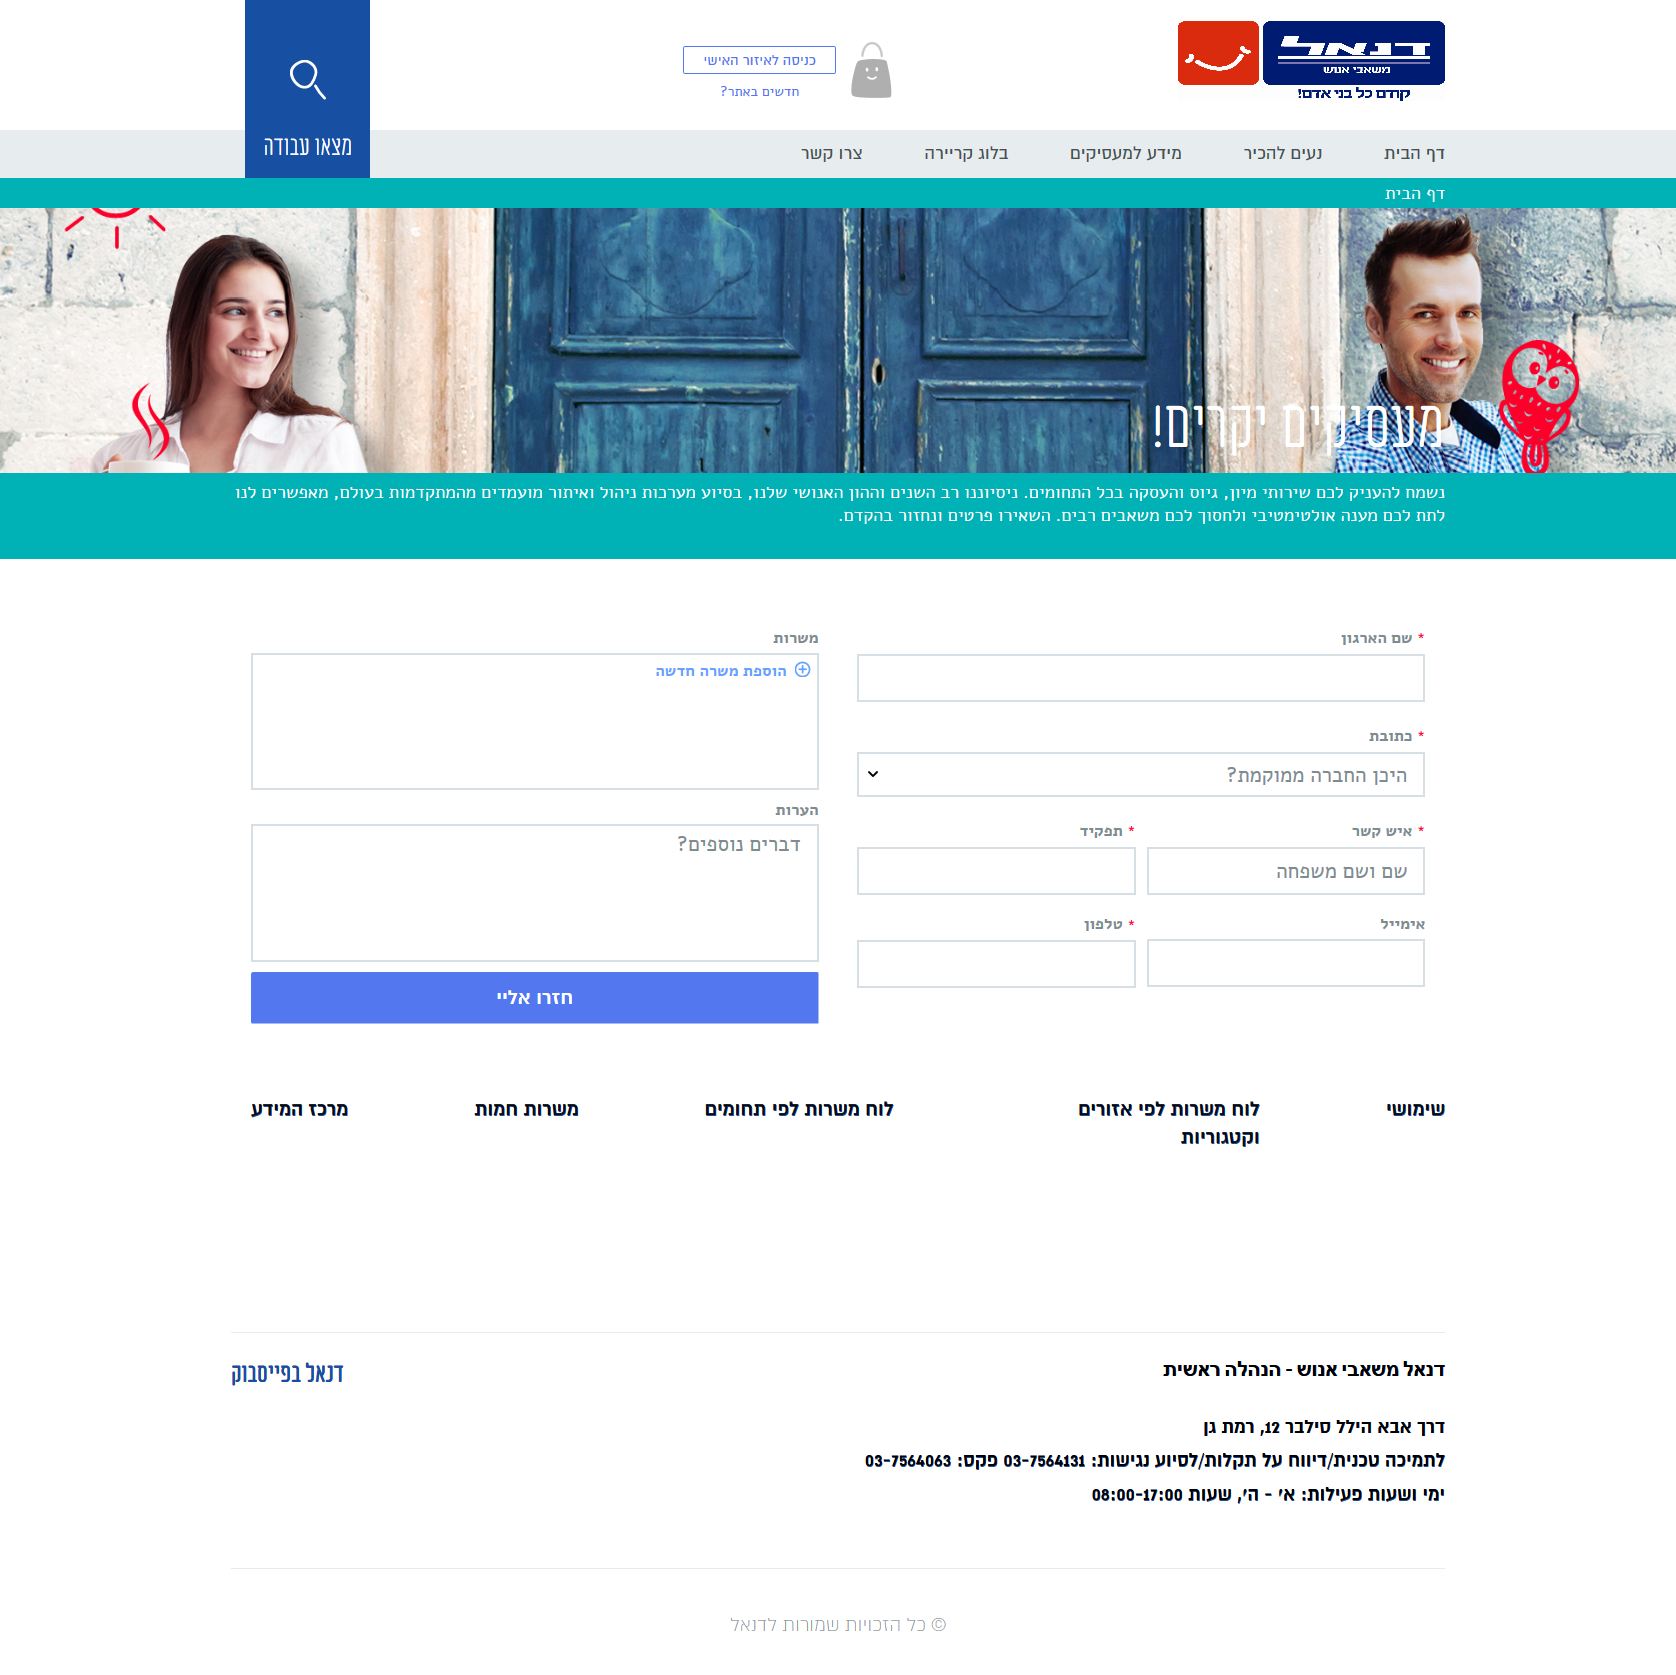 דנאל
משאבי אנוש
קודם כל בני אדם!
כניסה לאיזור האישי
חדשים באתר?
מצאו עבודה
דף הבית
נעים להכיר
מידע למעסיקים
בלוג קריירה
צרו קשר
דף הבית
מעסיקים יקרים!
נשמח להעניק לכם שירותי מיון, גיוס והעסקה בכל התחומים. ניסיוננו רב השנים וההון האנושי שלנו, בסיוע מערכות ניהול ואיתור מועמדים מהמתקדמות בעולם, מאפשרים לנו
לתת לכם מענה אולטימטיבי ולחסוך לכם משאבים רבים. השאירו פרטים ונחזור בהקדם.
* שם הארגון
* כתובת
היכן החברה ממוקמת?
* איש קשר
* תפקיד
שם ושם משפחה
אימייל
* טלפון
משרות
הוספת משרה חדשה
הערות
דברים נוספים?
חזרו אליי
שימושי
לוח משרות לפי אזורים
וקטגוריות
לוח משרות לפי תחומים
משרות חמות
מרכז המידע
דנאל משאבי אנוש - הנהלה ראשית
דרך אבא הילל סילבר 12, רמת גן
לתמיכה טכנית/דיווח על תקלות/לסיוע נגישות: 03-7564131 פקס: 03-7564063
ימי ושעות פעילות: א' - ה', שעות 08:00-17:00
דנאל בפייסבוק
© כל הזכויות שמורות לדנאל